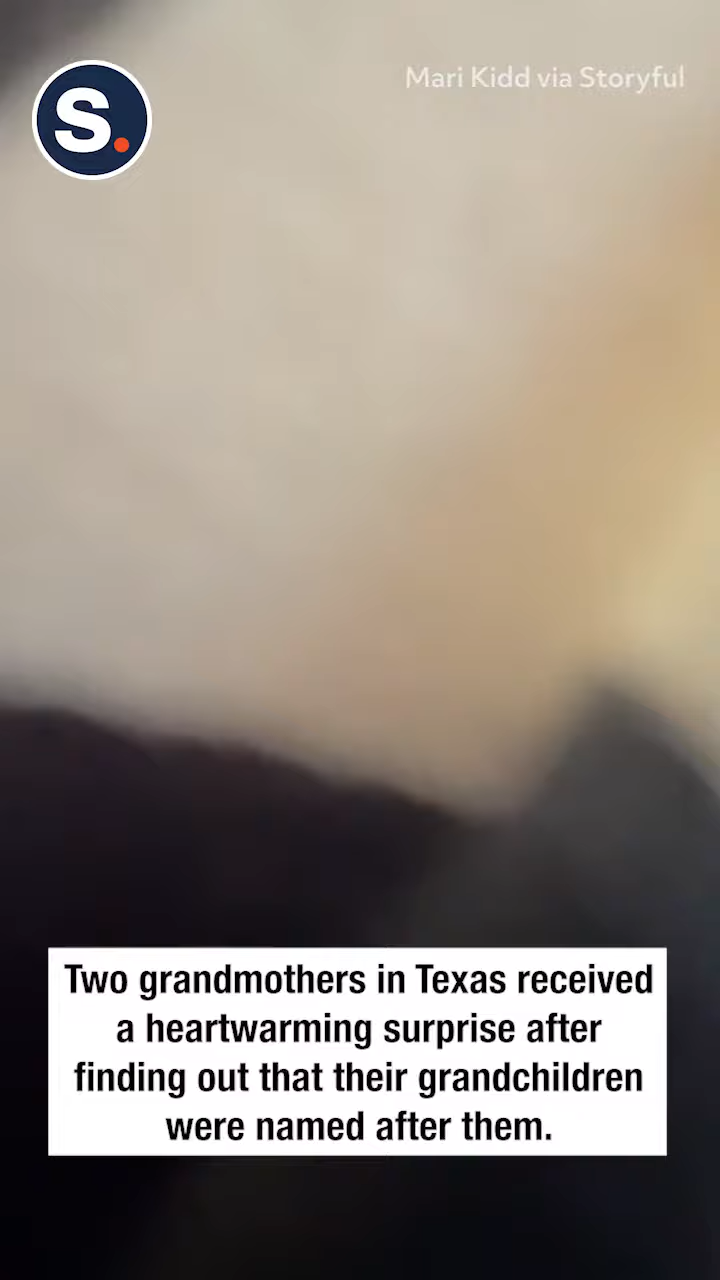 Mari Kidd via Storyful
S.
Two grandmothers in Texas received
a heartwarming surprise after
finding out that their grandchildren
were named after them.